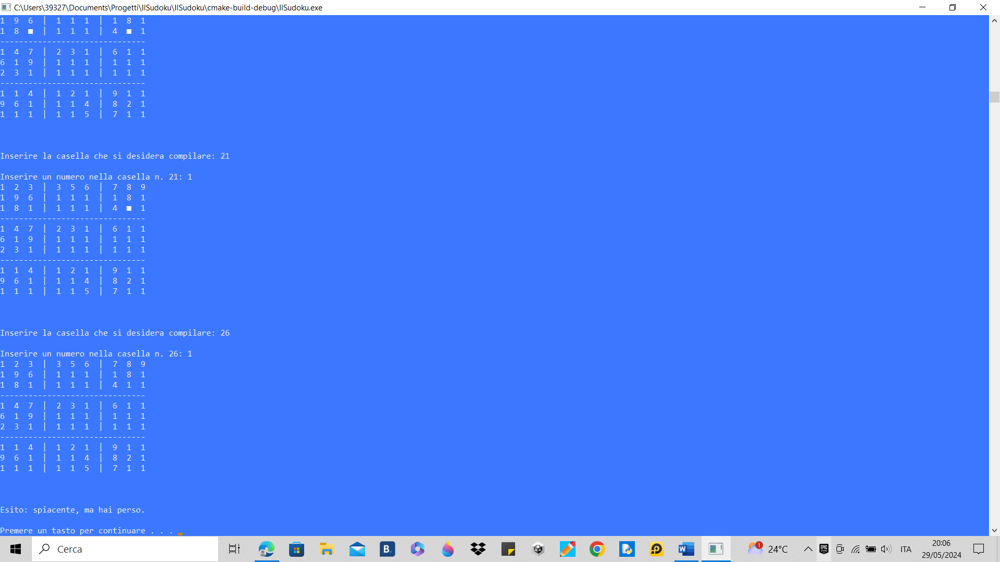 C:\Users\39327\Documents\Progetti\IlSudoku\IlSudoku\cmake-build-debug\IlSudoku.exe
1 9 6 | 1 1 1 | 1 8 1
1 8 ■ | 1 1 1 | 4 ■ 1
-------------------------------
1 4 7 | 2 3 1 | 6 1 1
6 1 9 | 1 1 1 | 1 1 1
2 3 1 | 1 1 1 | 1 1 1
-------------------------------
1 1 4 | 1 2 1 | 9 1 1
9 6 1 | 1 1 4 | 8 2 1
1 1 1 | 1 1 5 | 7 1 1
Inserire la casella che si desidera compilare: 21
Inserire un numero nella casella n. 21: 1
1 2 3 | 3 5 6 | 7 8 9
1 9 6 | 1 1 1 | 1 8 1
1 8 1 | 1 1 1 | 4 ■ 1
-------------------------------
1 4 7 | 2 3 1 | 6 1 1
6 1 9 | 1 1 1 | 1 1 1
2 3 1 | 1 1 1 | 1 1 1
-------------------------------
1 1 4 | 1 2 1 | 9 1 1
9 6 1 | 1 1 4 | 8 2 1
1 1 1 | 1 1 5 | 7 1 1
Inserire la casella che si desidera compilare: 26
Inserire un numero nella casella n. 26: 1
1 2 3 | 3 5 6 | 7 8 9
1 9 6 | 1 1 1 | 1 8 1
1 8 1 | 1 1 1 | 4 1 1
-------------------------------
1 4 7 | 2 3 1 | 6 1 1
6 1 9 | 1 1 1 | 1 1 1
2 3 1 | 1 1 1 | 1 1 1
-------------------------------
1 1 4 | 1 2 1 | 9 1 1
9 6 1 | 1 1 4 | 8 2 1
1 1 1 | 1 1 5 | 7 1 1
Esito: spiacente, ma hai perso.
Premere un tasto per continuare . . .
Cerca
B.
W
1
24°C
EPIC GAMES
ITA
20:06
29/05/2024